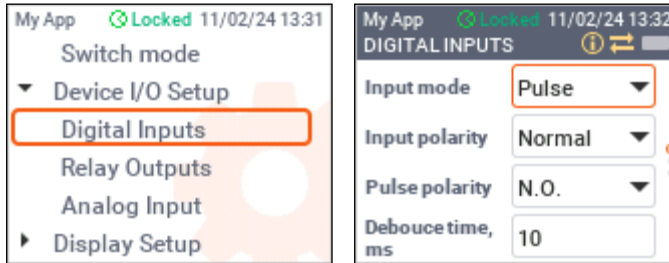 My App Locked 11/02/24 13:31
Switch mode
Device I/O Setup
Digital Inputs
Relay Outputs
Analog Input
Display Setup
My App Locked 11/02/24 13:32
DIGITAL INPUTS
Input mode Pulse
Input polarity Normal
Pulse polarity N.O.
Debouce time,
ms 10